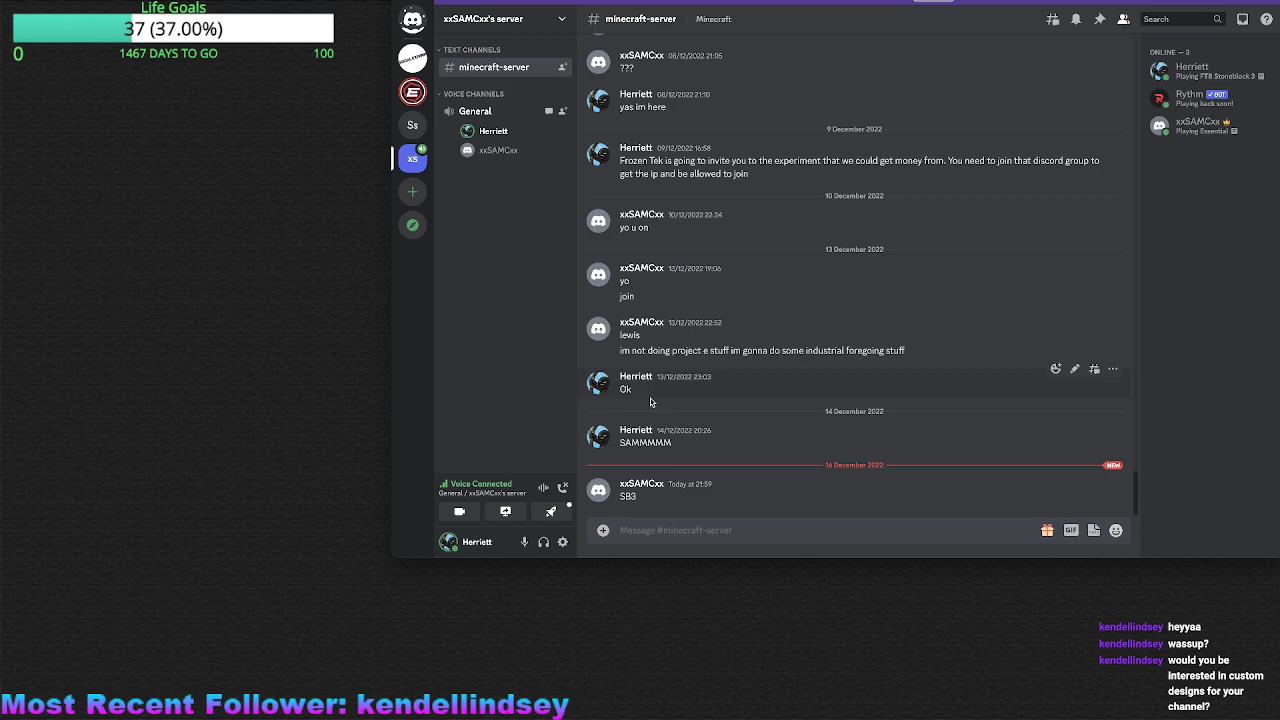 Life Goals
37 (37.00%)
0
1467 DAYS TO GO
100
xxSAMCxx-server
TEXT CHANNELS
minecraft-server
VOICE CHANNELS
General
Herriett
xxSAMCxx
Ss
xs
Voice Connected
General / xxSAMCxx's server
Herriett
# minecraft-server
Minecraft
Search
xxSAMCxx 08/12/2022 21:05
???
Herriett 08/12/2022 21:10
yas im here
9 December 2022
Herriett 09/12/2022 16:58
Frozen Tek is going to invite you to the experiment that we could get money from. You need to join that discord group to
get the ip and be allowed to join
10 December 2022
xxSAMCxx 10/12/2022 22:24
yo u on
13 December 2022
xxSAMCxx 13/12/2022 19:06
yo
join
xxSAMCxx 13/12/2022 22:52
lewis
im not doing project e stuff im gonna do some industrial foregoing stuff
Herriett 13/12/2022 23:03
Ok
14 December 2022
Herriett 14/12/2022 20:26
SAMMMMM
16 December 2022
NEW
xxSAMCxx Today at 21:59
SB3
Message #minecraft-server
GIF
ONLINE — 3
Herriett
Playing FTB Stoneblock 3
Rythm BOT
Playing back soon!
xxSAMCxx
Playing Essential
kendellindsey heyyaa
kendellindsey wassup?
kendellindsey would you be
interested in custom
designs for your
channel?
Most Recent Follower: kendellindsey